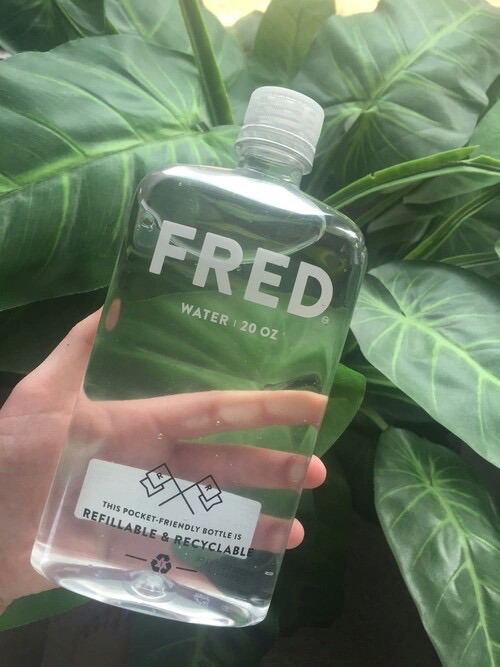 FRED
WATER | 20 OZ
R R
THIS POCKET-FRIENDLY BOTTLE IS
REFILLABLE & RECYCLABLE